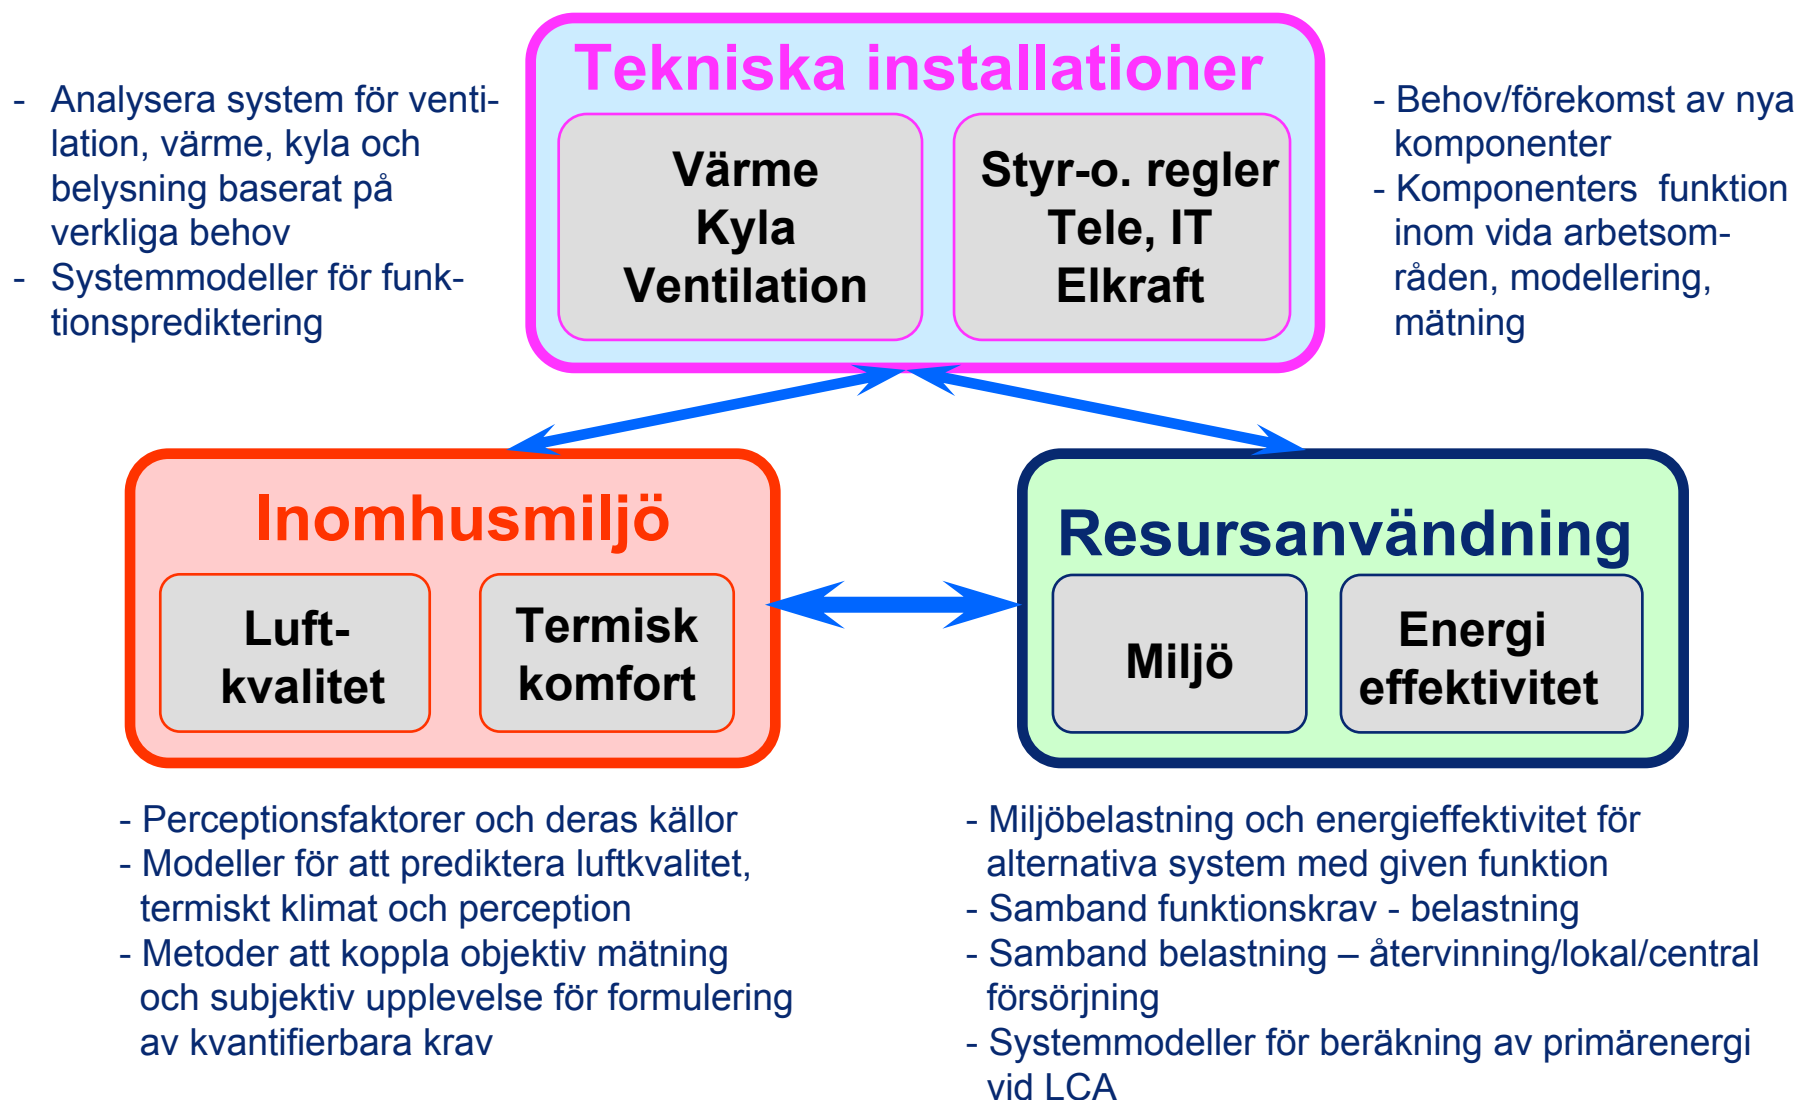 Tekniska installationer
- Analysera system för venti-
lation, värme, kyla och
belysning baserat på
verkliga behov
- Systemmodeller för funk-
tionsprediktering
Värme
Kyla
Ventilation
Styr-o. regler
Tele, IT
Elkraft
- Behov/förekomst av nya
komponenter
- Komponenters funktion
inom vida arbetsom-
råden, modellering,
mätning
Inomhusmiljö
Luft-
kvalitet
Termisk
komfort
Resursanvändning
Miljö
Energi
effektivitet
- Perceptionsfaktorer och deras källor
- Modeller för att prediktera luftkvalitet,
termiskt klimat och perception
- Metoder att koppla objektiv mätning
och subjektiv upplevelse för formulering
av kvantifierbara krav
- Miljöbelastning och energieffektivitet för
alternativa system med given funktion
- Samband funktionskrav - belastning
- Samband belastning – återvinning/lokal/central
försörjning
- Systemmodeller för beräkning av primärenergi
vid LCA